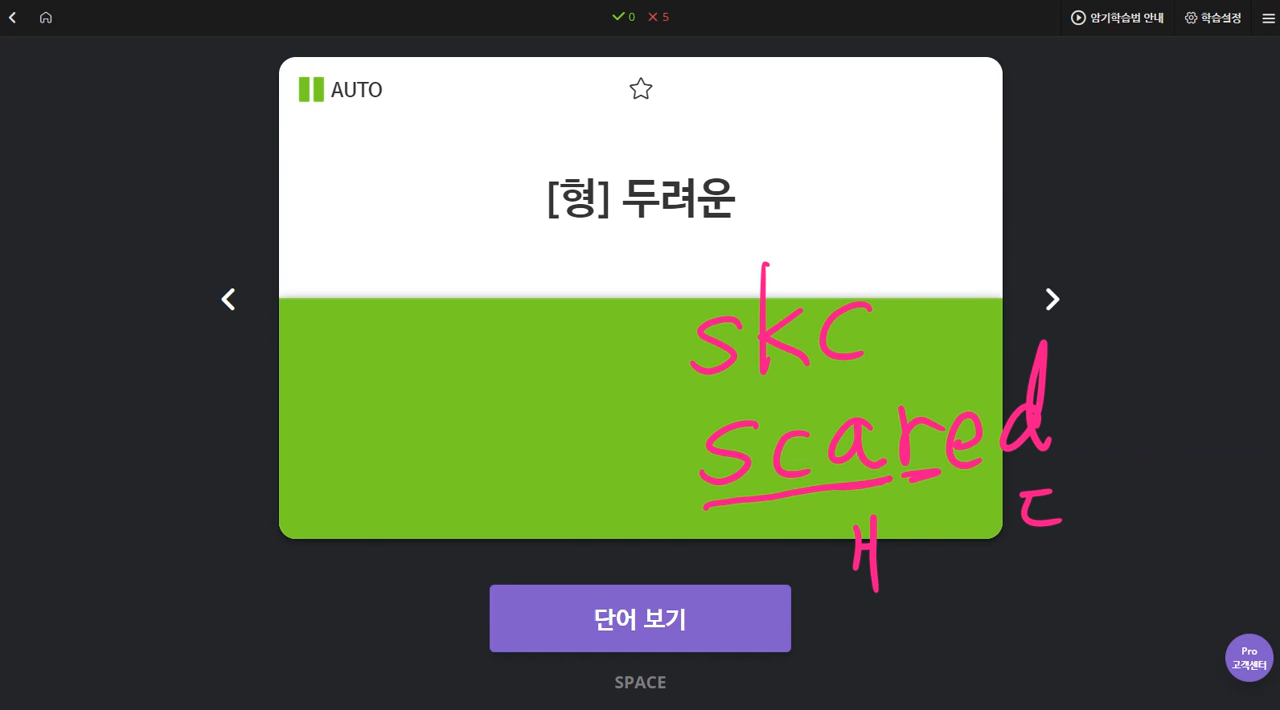 0 5 암기학습법 안내 학습설정
AUTO
[형] 두려운
skc
scared
ㄷ
ㅐ
단어 보기
SPACE
Pro
고객센터